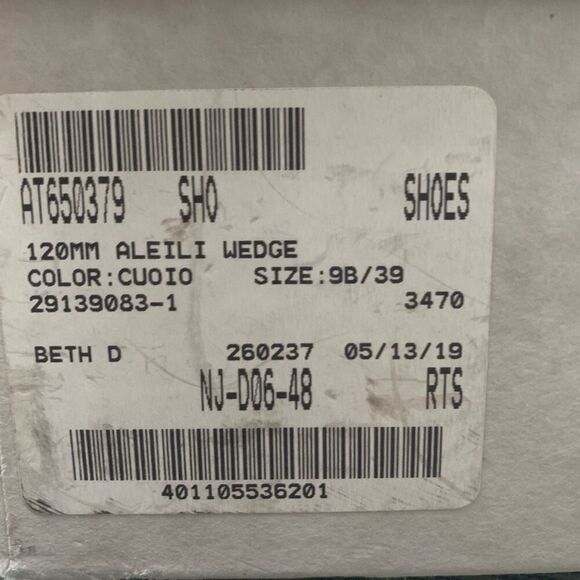 AT650379 SHO SHOES
120MM ALEILI WEDGE
COLOR:CUOIO SIZE:9B/39
29139083-1 3470
BETH D 260237 05/13/19
NJ-D06-48 RTS
401105536201